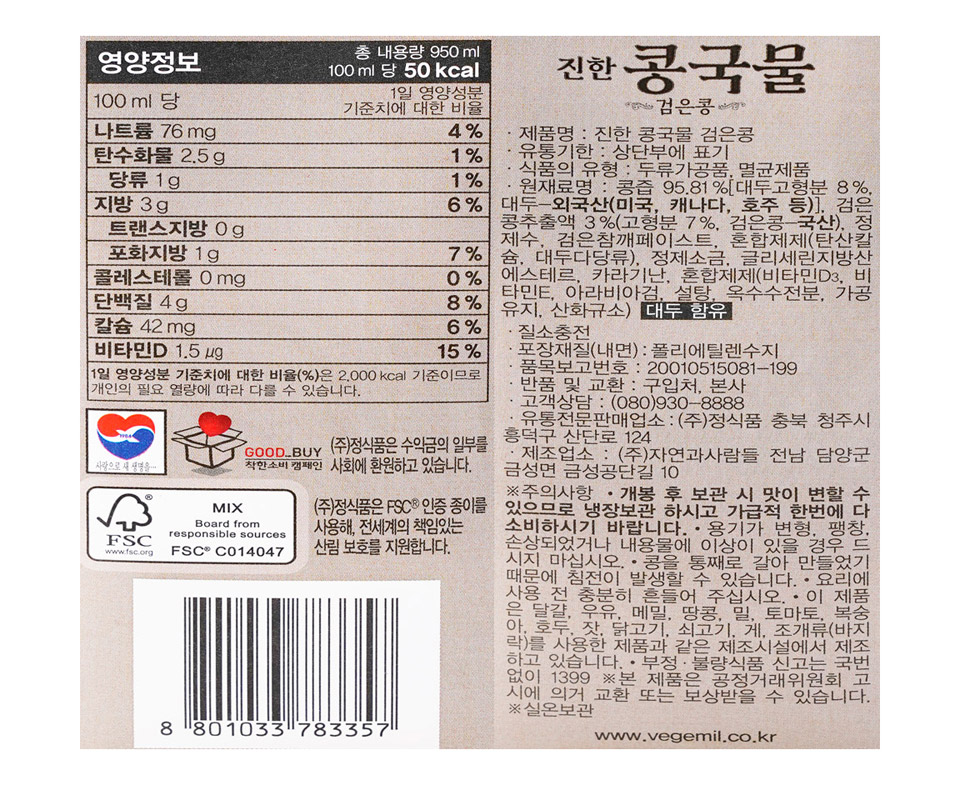 영양정보
총 내용량 950 ml
100 ml 당 50 kcal
100 ml 당
1일 영양성분
기준치에 대한 비율
나트륨 76 mg 4 %
탄수화물 2.5 g 1 %
당류 1 g 1 %
지방 3 g 6 %
트랜스지방 0 g
포화지방 1 g 7 %
콜레스테롤 0 mg 0 %
단백질 4 g 8 %
칼슘 42 mg 6 %
비타민D 1.5 ㎍ 15 %
1일 영양성분 기준치에 대한 비율(%)은 2,000 kcal 기준이므로
개인의 필요 열량에 따라 다를 수 있습니다.
사랑으로 새 생명을…
GOOD_BUY
착한소비 캠페인
(주)정식품은 수익금의 일부를
사회에 환원하고 있습니다.
FSC
www.fsc.org
MIX
Board from
responsible sources
FSC® C014047
(주)정식품은 FSC® 인증 종이를
사용해, 전세계의 책임있는
산림 보호를 지원합니다.
8 801033 783357
진한 콩국물
검은콩
· 제품명 : 진한 콩국물 검은콩
· 유통기한 : 상단부에 표기
· 식품의 유형 : 두류가공품, 멸균제품
· 원재료명 : 콩즙 95.81 %[대두고형분 8 %,
대두–외국산(미국, 캐나다, 호주 등)], 검은
콩추출액 3 %(고형분 7 %, 검은콩–국산), 정
제수, 검은참깨페이스트, 혼합제제(탄산칼
슘, 대두다당류), 정제소금, 글리세린지방산
에스테르, 카라기난, 혼합제제(비타민D3, 비
타민E, 아라비아검, 설탕, 옥수수전분, 가공
유지, 산화규소) 대두 함유
· 질소충전
· 포장재질(내면) : 폴리에틸렌수지
· 품목보고번호 : 20010515081–199
· 반품 및 교환 : 구입처, 본사
· 고객상담 : (080)930–8888
· 유통전문판매업소 : (주)정식품 충북 청주시
흥덕구 산단로 124
· 제조업소 : (주)자연과사람들 전남 담양군
금성면 금성공단길 10
※주의사항 • 개봉 후 보관 시 맛이 변할 수
있으므로 냉장보관 하시고 가급적 한번에 다
소비하시기 바랍니다. • 용기가 변형, 팽창,
손상되었거나 내용물에 이상이 있을 경우 드
시지 마십시오. • 콩을 통째로 갈아 만들었기
때문에 침전이 발생할 수 있습니다. • 요리에
사용 전 충분히 흔들어 주십시오. • 이 제품
은 달걀, 우유, 메밀, 땅콩, 밀, 토마토, 복숭
아, 호두, 잣, 닭고기, 쇠고기, 게, 조개류(바지
락)를 사용한 제품과 같은 제조시설에서 제조
하고 있습니다. • 부정·불량식품 신고는 국번
없이 1399 ※본 제품은 공정거래위원회 고
시에 의거 교환 또는 보상받을 수 있습니다.
※실온보관
www.vegemil.co.kr